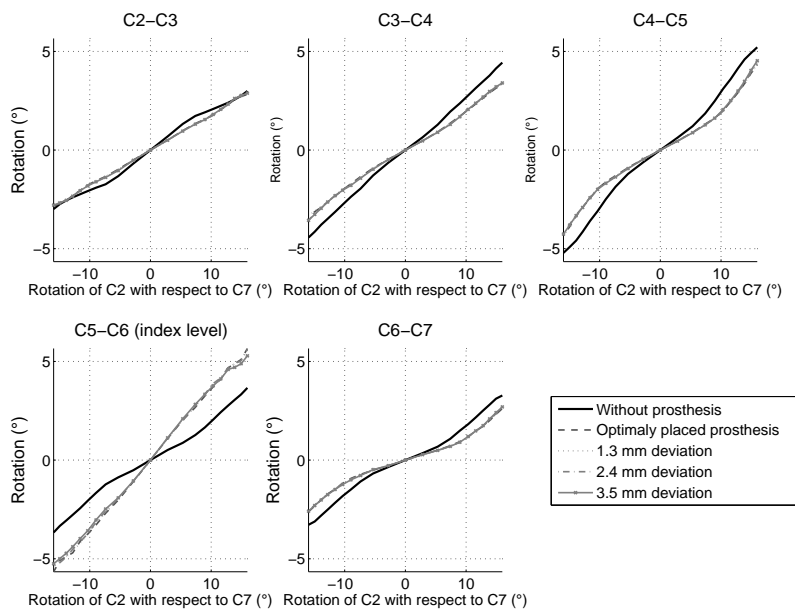 C2−C3
C3−C4
C4−C5
5
0
−5
Rotation (°)
−10 0 10
Rotation of C2 with respect to C7 (°)
5
0
−5
Rotation (°)
−10 0 10
Rotation of C2 with respect to C7 (°)
5
0
−5
Rotation (°)
−10 0 10
Rotation of C2 with respect to C7 (°)
C5−C6 (index level)
C6−C7
5
0
−5
Rotation (°)
−10 0 10
Rotation of C2 with respect to C7 (°)
5
0
−5
Rotation (°)
−10 0 10
Rotation of C2 with respect to C7 (°)
Without prosthesis
Optimaly placed prosthesis
1.3 mm deviation
2.4 mm deviation
3.5 mm deviation